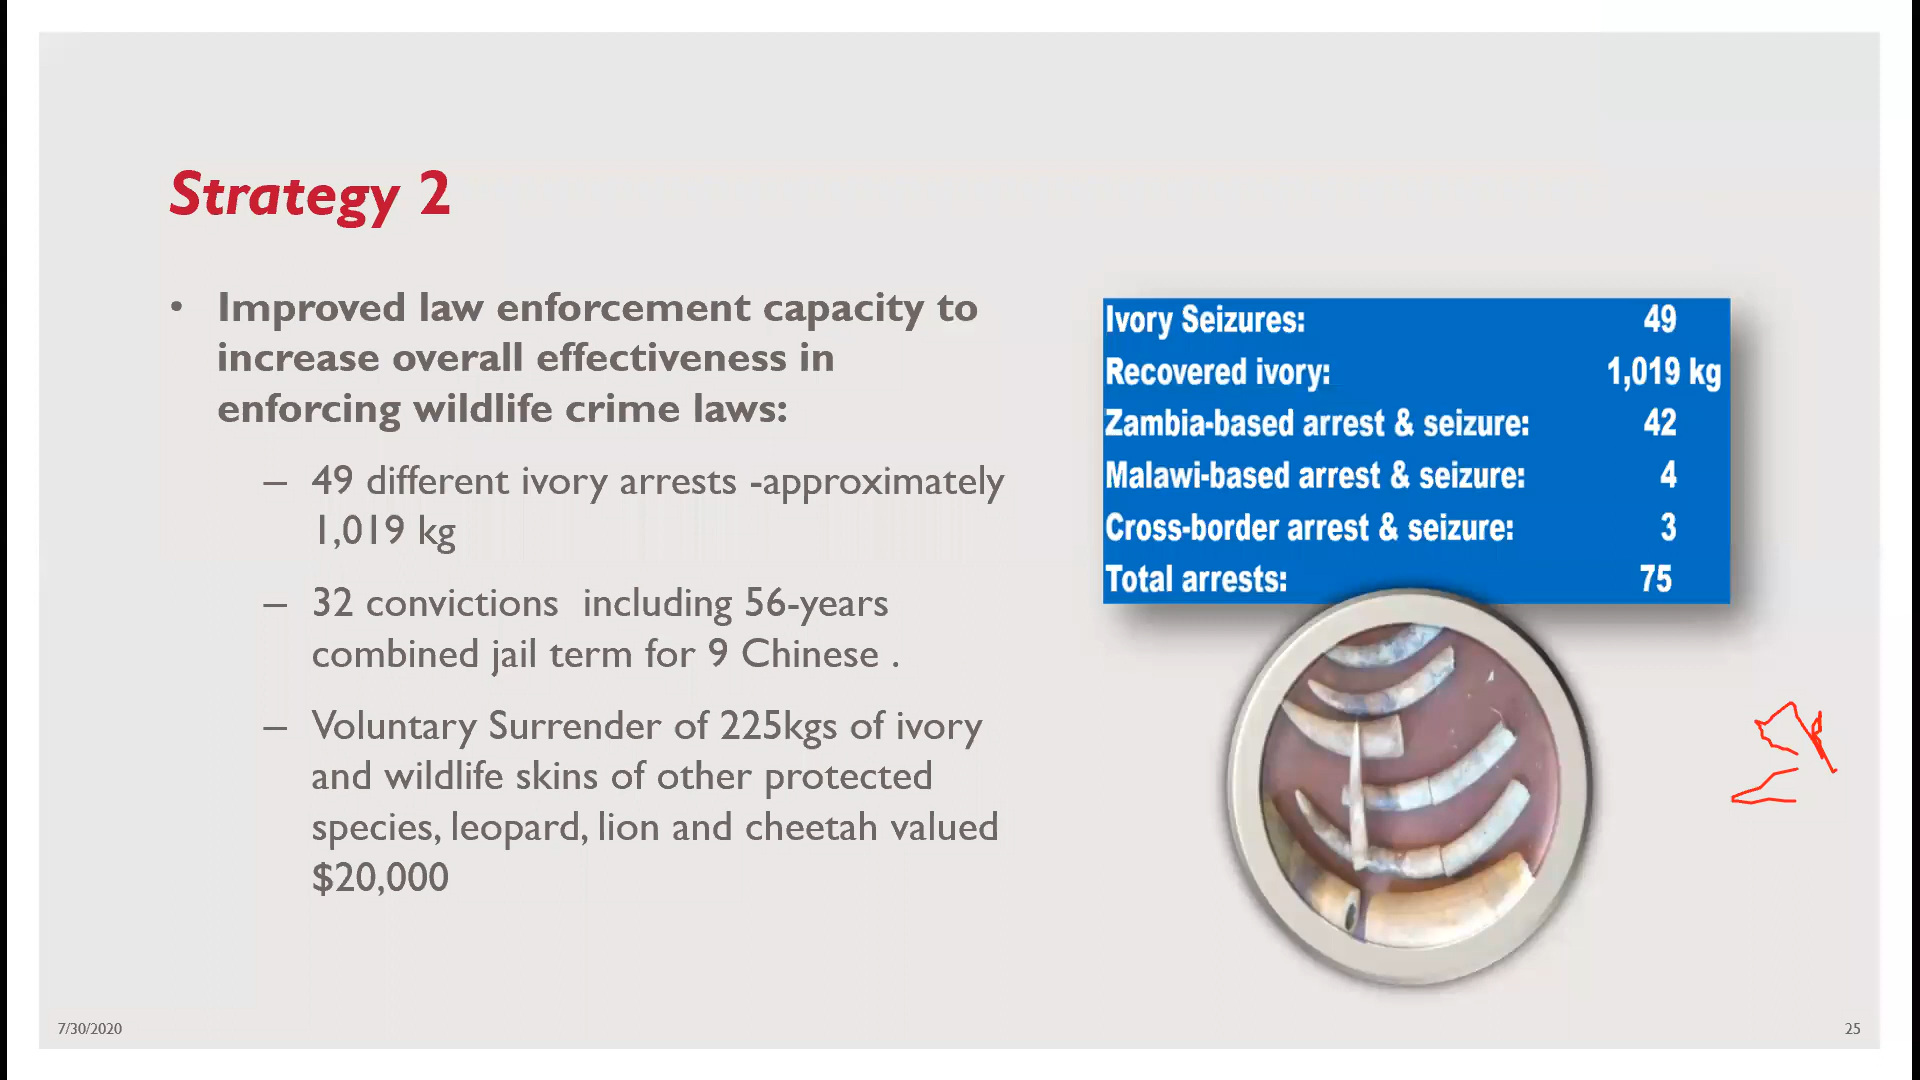 Strategy 2
• Improved law enforcement capacity to
increase overall effectiveness in
enforcing wildlife crime laws:
– 49 different ivory arrests -approximately
1,019 kg
– 32 convictions  including 56-years
combined jail term for 9 Chinese .
– Voluntary Surrender of 225kgs of ivory
and wildlife skins of other protected
species, leopard, lion and cheetah valued
$20,000
Ivory Seizures: 49
Recovered ivory: 1,019 kg
Zambia-based arrest & seizure: 42
Malawi-based arrest & seizure: 4
Cross-border arrest & seizure: 3
Total arrests: 75
7/30/2020
25